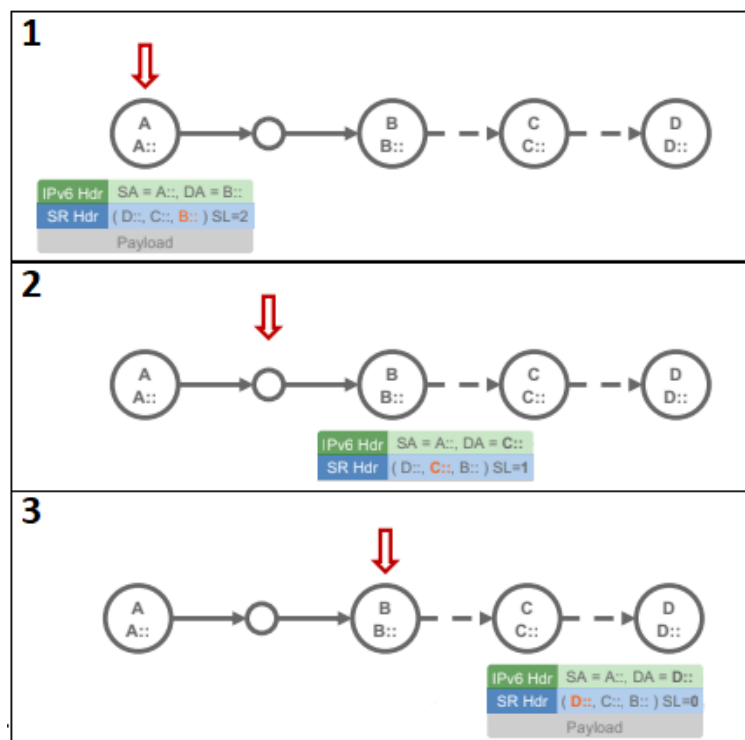 1
A B C D
A:: B:: C:: D::
IPv6 Hdr SA = A::, DA = B::
SR Hdr ( D::, C::, B:: ) SL=2
Payload
2
A B C D
A:: B:: C:: D::
IPv6 Hdr SA = A::, DA = C::
SR Hdr ( D::, C::, B:: ) SL=1
3
A B C D
A:: B:: C:: D::
IPv6 Hdr SA = A::, DA = D::
SR Hdr ( D::, C::, B:: ) SL=0
Payload